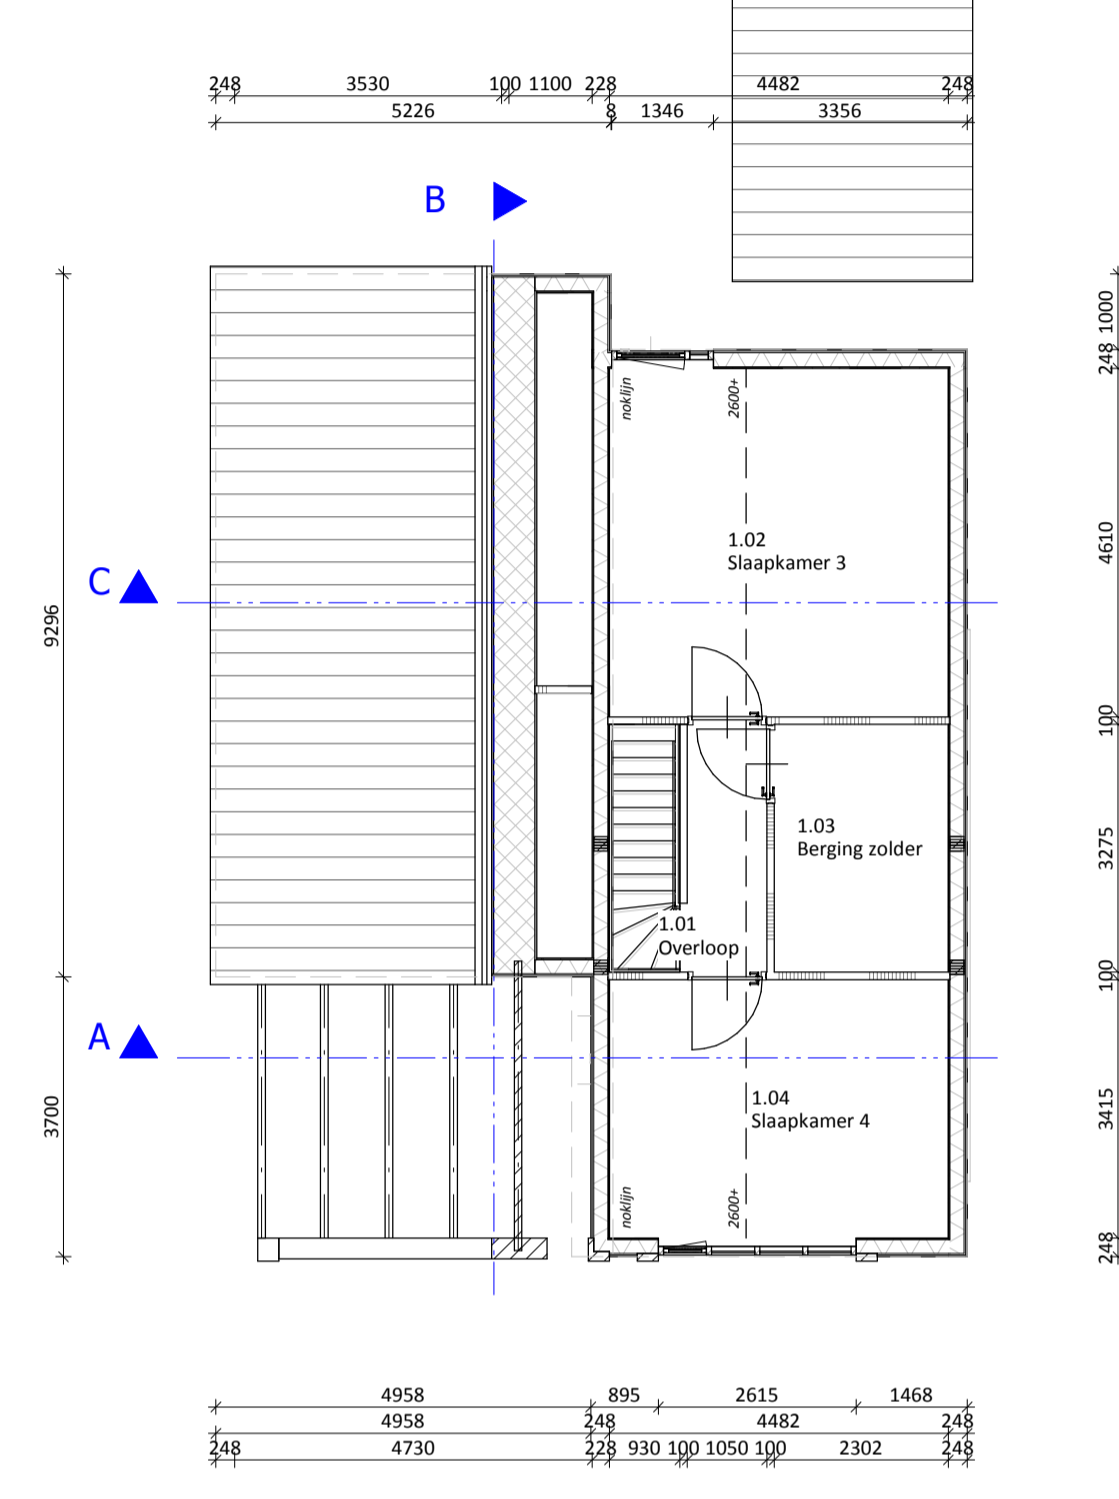 248 3530 100 1100 228 4482 248
5226 8 1346 3356
B
1000
248
noklijn
2600+
4610
1.02
Slaapkamer 3
C
9296
100
1.03
Berging zolder
3275
1.01
Overloop
100
A
1.04
Slaapkamer 4
3700
3415
noklijn
2600+
248
4958 895 2615 1468
4958 248 4482 248
248 4730 228 930 100 1050 100 2302 248